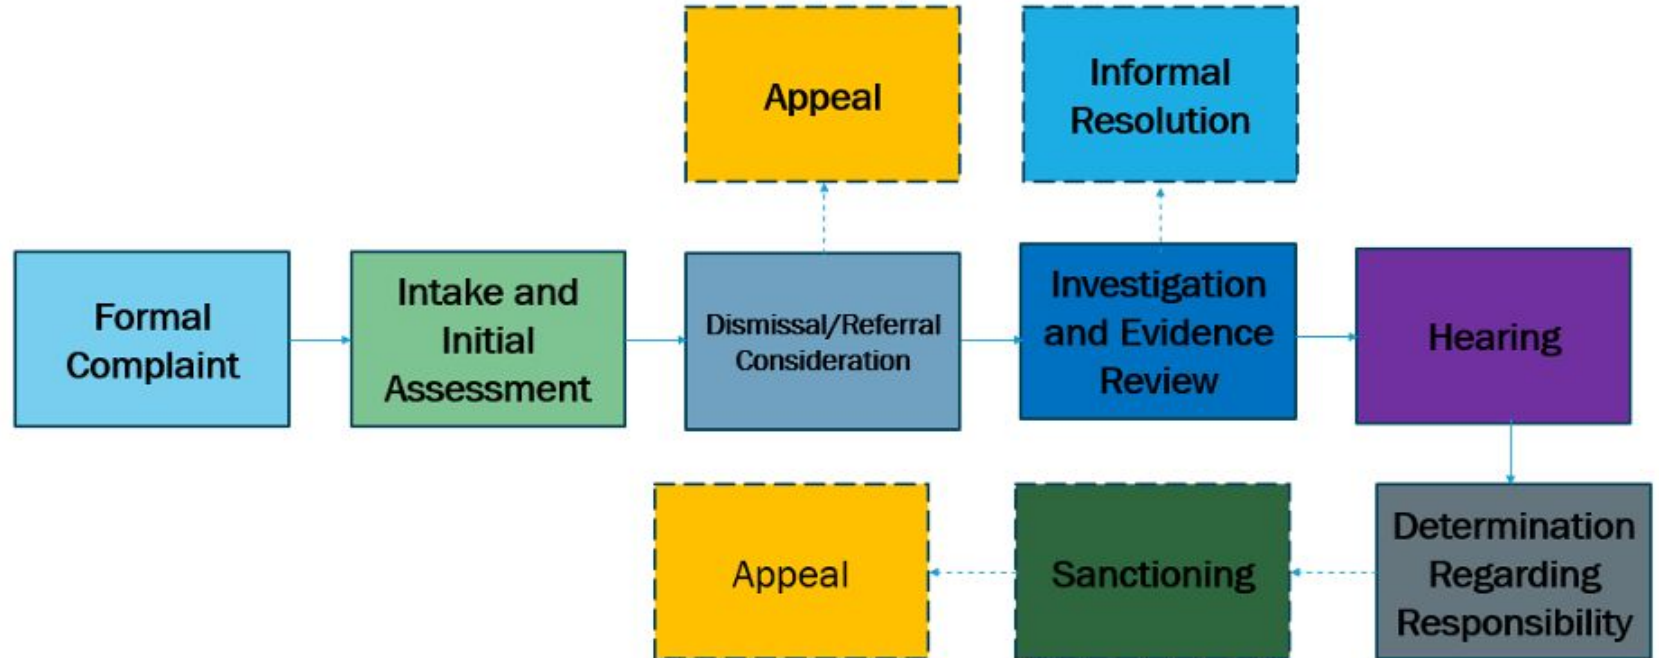 Appeal
Informal
Resolution
Formal
Complaint
Intake and
Initial
Assessment
Dismissal/Referral
Consideration
Investigation
and Evidence
Review
Hearing
Appeal
Sanctioning
Determination
Regarding
Responsibility